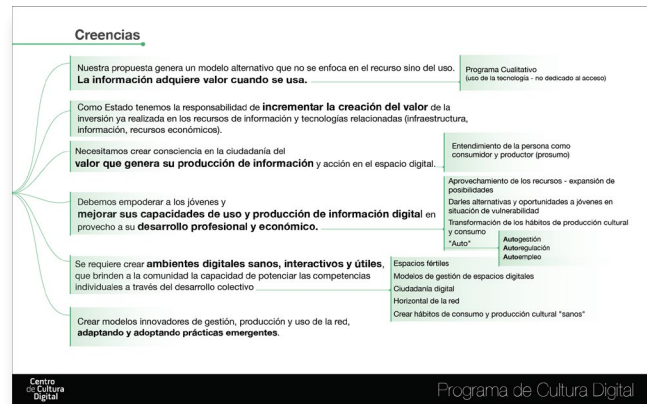 Creencias
Nuestra propuesta genera un modelo alternativo que no se enfoca en el recurso sino del uso.
La información adquiere valor cuando se usa.
Programa Cualitativo
(uso de la tecnología - no dedicado al acceso)
Como Estado tenemos la responsabilidad de incrementar la creación del valor de la
inversión ya realizada en los recursos de información y tecnologías relacionadas (infraestructura,
información, recursos económicos).
Necesitamos crear consciencia en la ciudadanía del
valor que genera su producción de información y acción en el espacio digital.
Entendimiento de la persona como
consumidor y productor (presumo)
Debemos empoderar a los jóvenes y
mejorar sus capacidades de uso y producción de información digital en
provecho a su desarrollo profesional y económico.
Aprovechamiento de los recursos - expansión de
posibilidades
Darles alternativas y oportunidades a jóvenes en
situación de vulnerabilidad
Transformación de los hábitos de producción cultural
y consumo
"Auto"
Autogestión
Autoregulación
Autoempleo
Se requiere crear ambientes digitales sanos, interactivos y útiles,
que brinden a la comunidad la capacidad de potenciar las competencias
individuales a través del desarrollo colectivo
Espacios fértiles
Modelos de gestión de espacios digitales
Ciudadanía digital
Horizontal de la red
Crear hábitos de consumo y producción cultural "sanos"
Crear modelos innovadores de gestión, producción y uso de la red,
adaptando y adoptando prácticas emergentes.
Centro
de Cultura
Digital
Programa de Cultura Digital